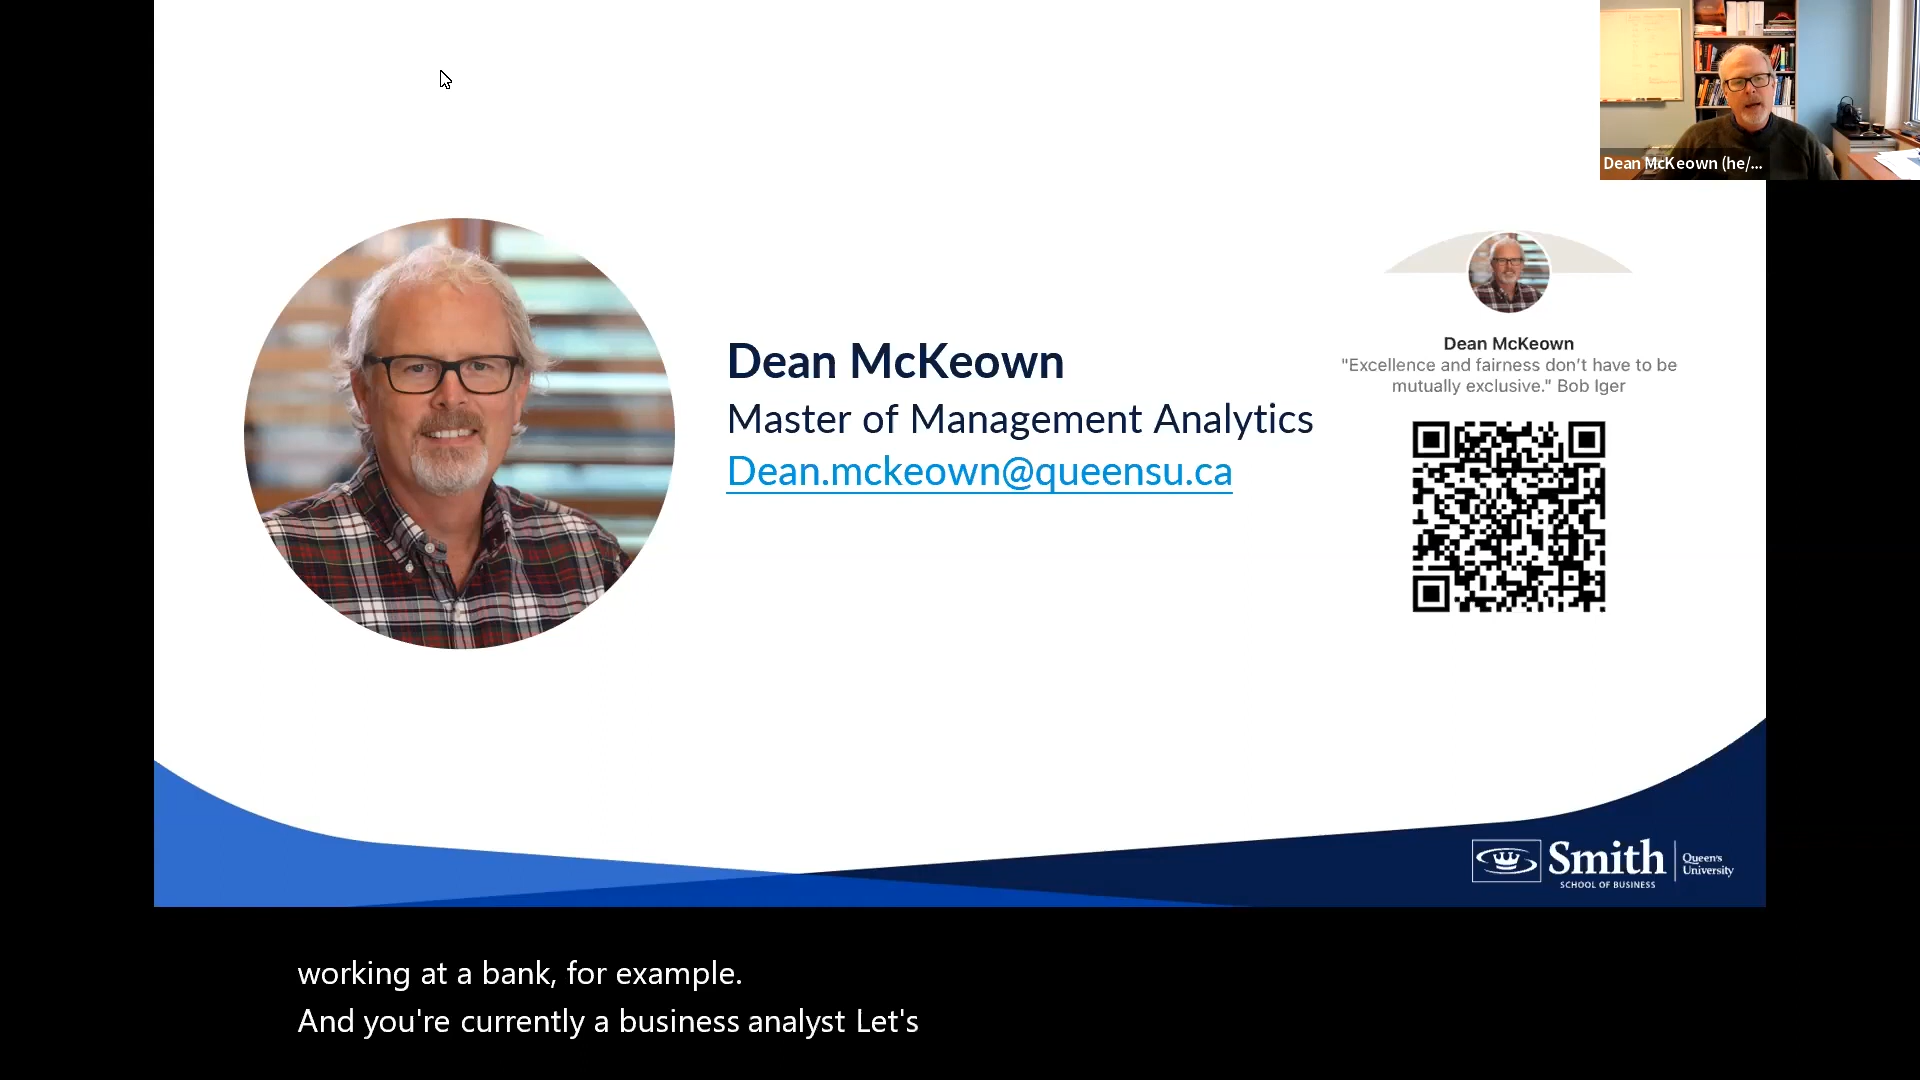 Dean McKeown (he/...
Dean McKeown
Master of Management Analytics
Dean.mckeown@queensu.ca
Dean McKeown
"Excellence and fairness don't have to be
mutually exclusive." Bob Iger
Smith
SCHOOL OF BUSINESS
Queen's
University
working at a bank, for example.
And you're currently a business analyst Let's